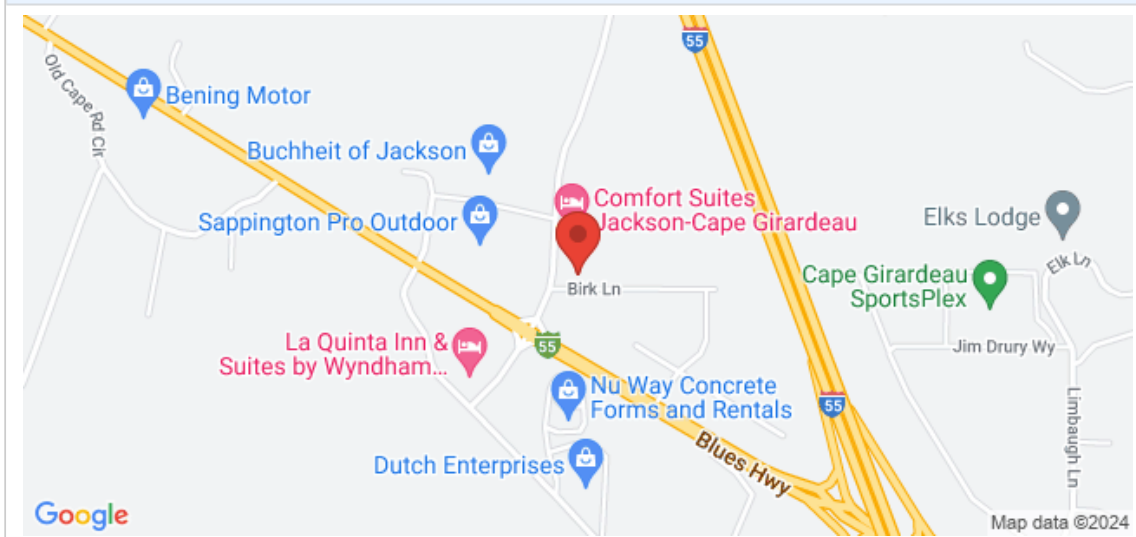 55
Old Cape Rd Cir
Bening Motor
Buchheit of Jackson
Comfort Suites
Jackson-Cape Girardeau
Sappington Pro Outdoor
Elks Lodge
Elk Ln
Cape Girardeau
SportsPlex
Birk Ln
La Quinta Inn &
Suites by Wyndham...
55
Jim Drury Wy
Nu Way Concrete
Forms and Rentals
55
Limbaugh Ln
Blues Hwy
Dutch Enterprises
Google
Map data ©2024